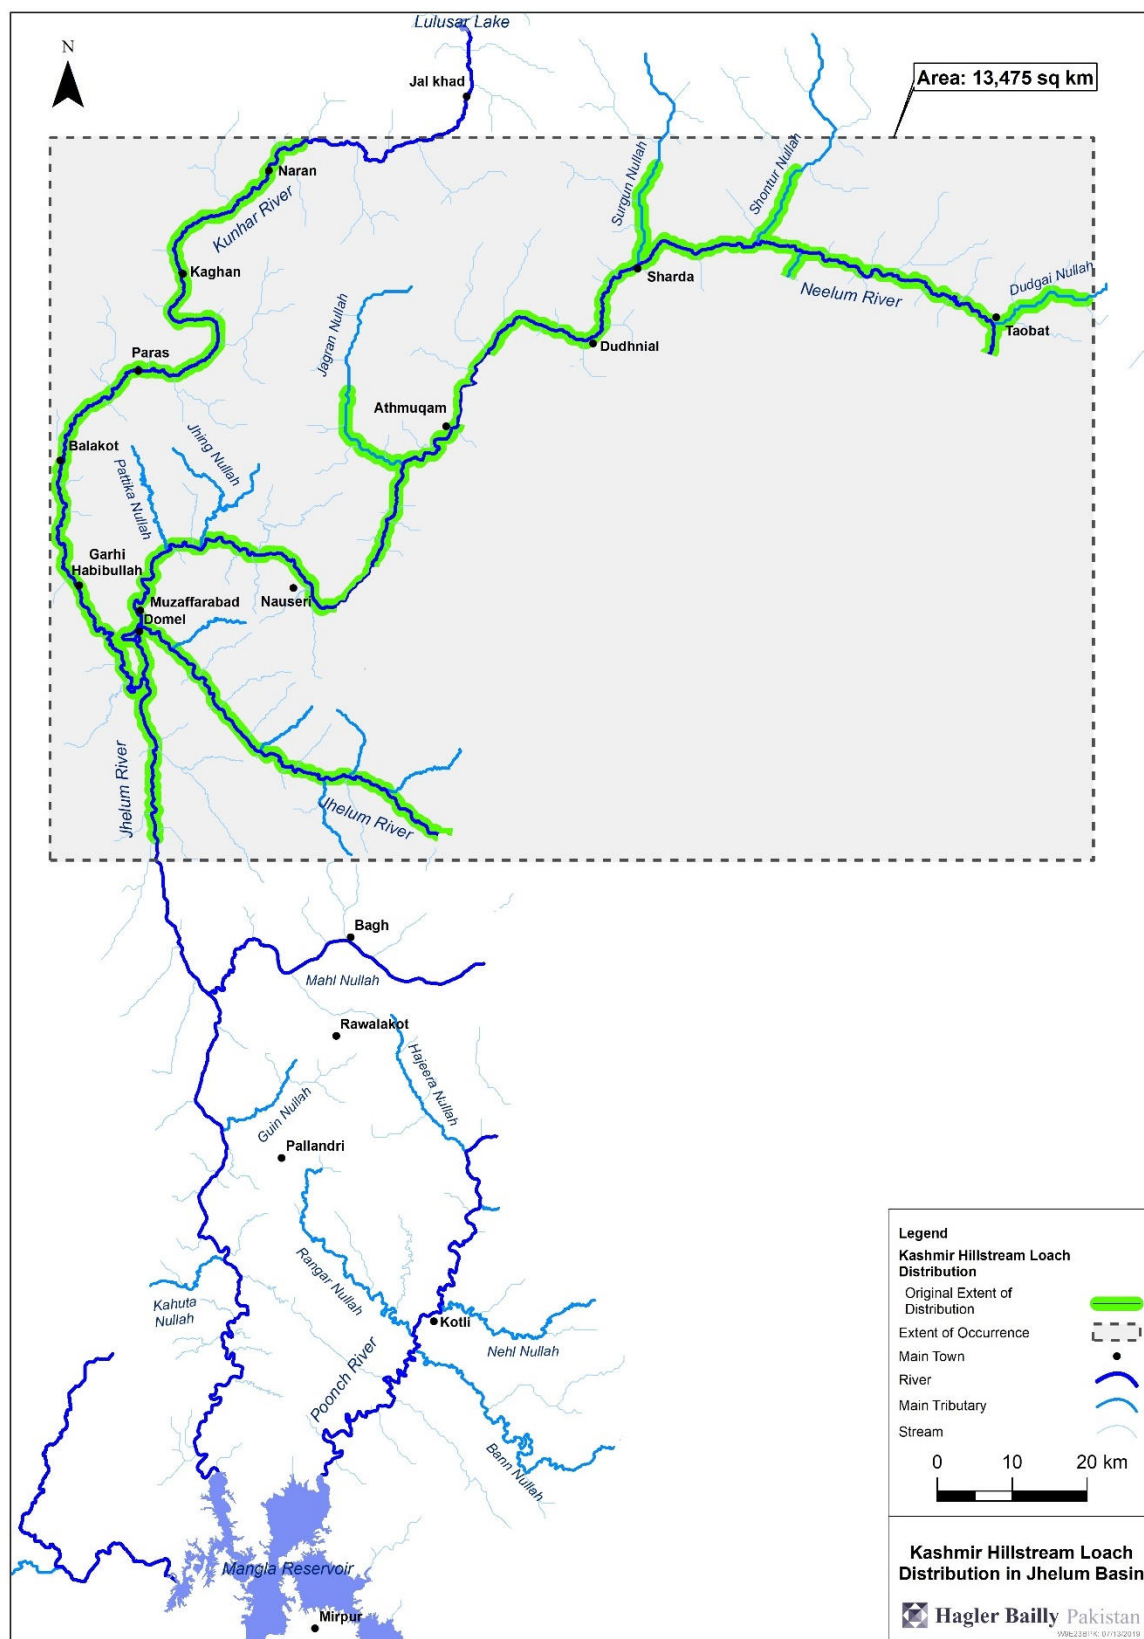 Lulusar Lake
N
Jal khad
Area: 13,475 sq km
Naran
Kunhar River
Surgun Nullah
Shontur Nullah
Kaghan
Sharda
Neelum River
Dudgai Nullah
Taobat
Jagran Nullah
Dudhnial
Paras
Athmuqam
Balakot
Jhing Nullah
Pattika Nullah
Garhi
Habibullah
Muzaffarabad
Domel
Nauseri
Jhelum River
Jhelum River
Bagh
Mahl Nullah
Rawalakot
Hajeera Nullah
Guin Nullah
Pallandri
Rangar Nullah
Kahuta
Nullah
Kotli
Nehl Nullah
Poonch River
Bann Nullah
Mangla Reservoir
Mirpur
Legend
Kashmir Hillstream Loach
Distribution
Original Extent of
Distribution
Extent of Occurrence
Main Town
River
Main Tributary
Stream
0 10 20 km
Kashmir Hillstream Loach
Distribution in Jhelum Basin
Hagler Bailly Pakistan